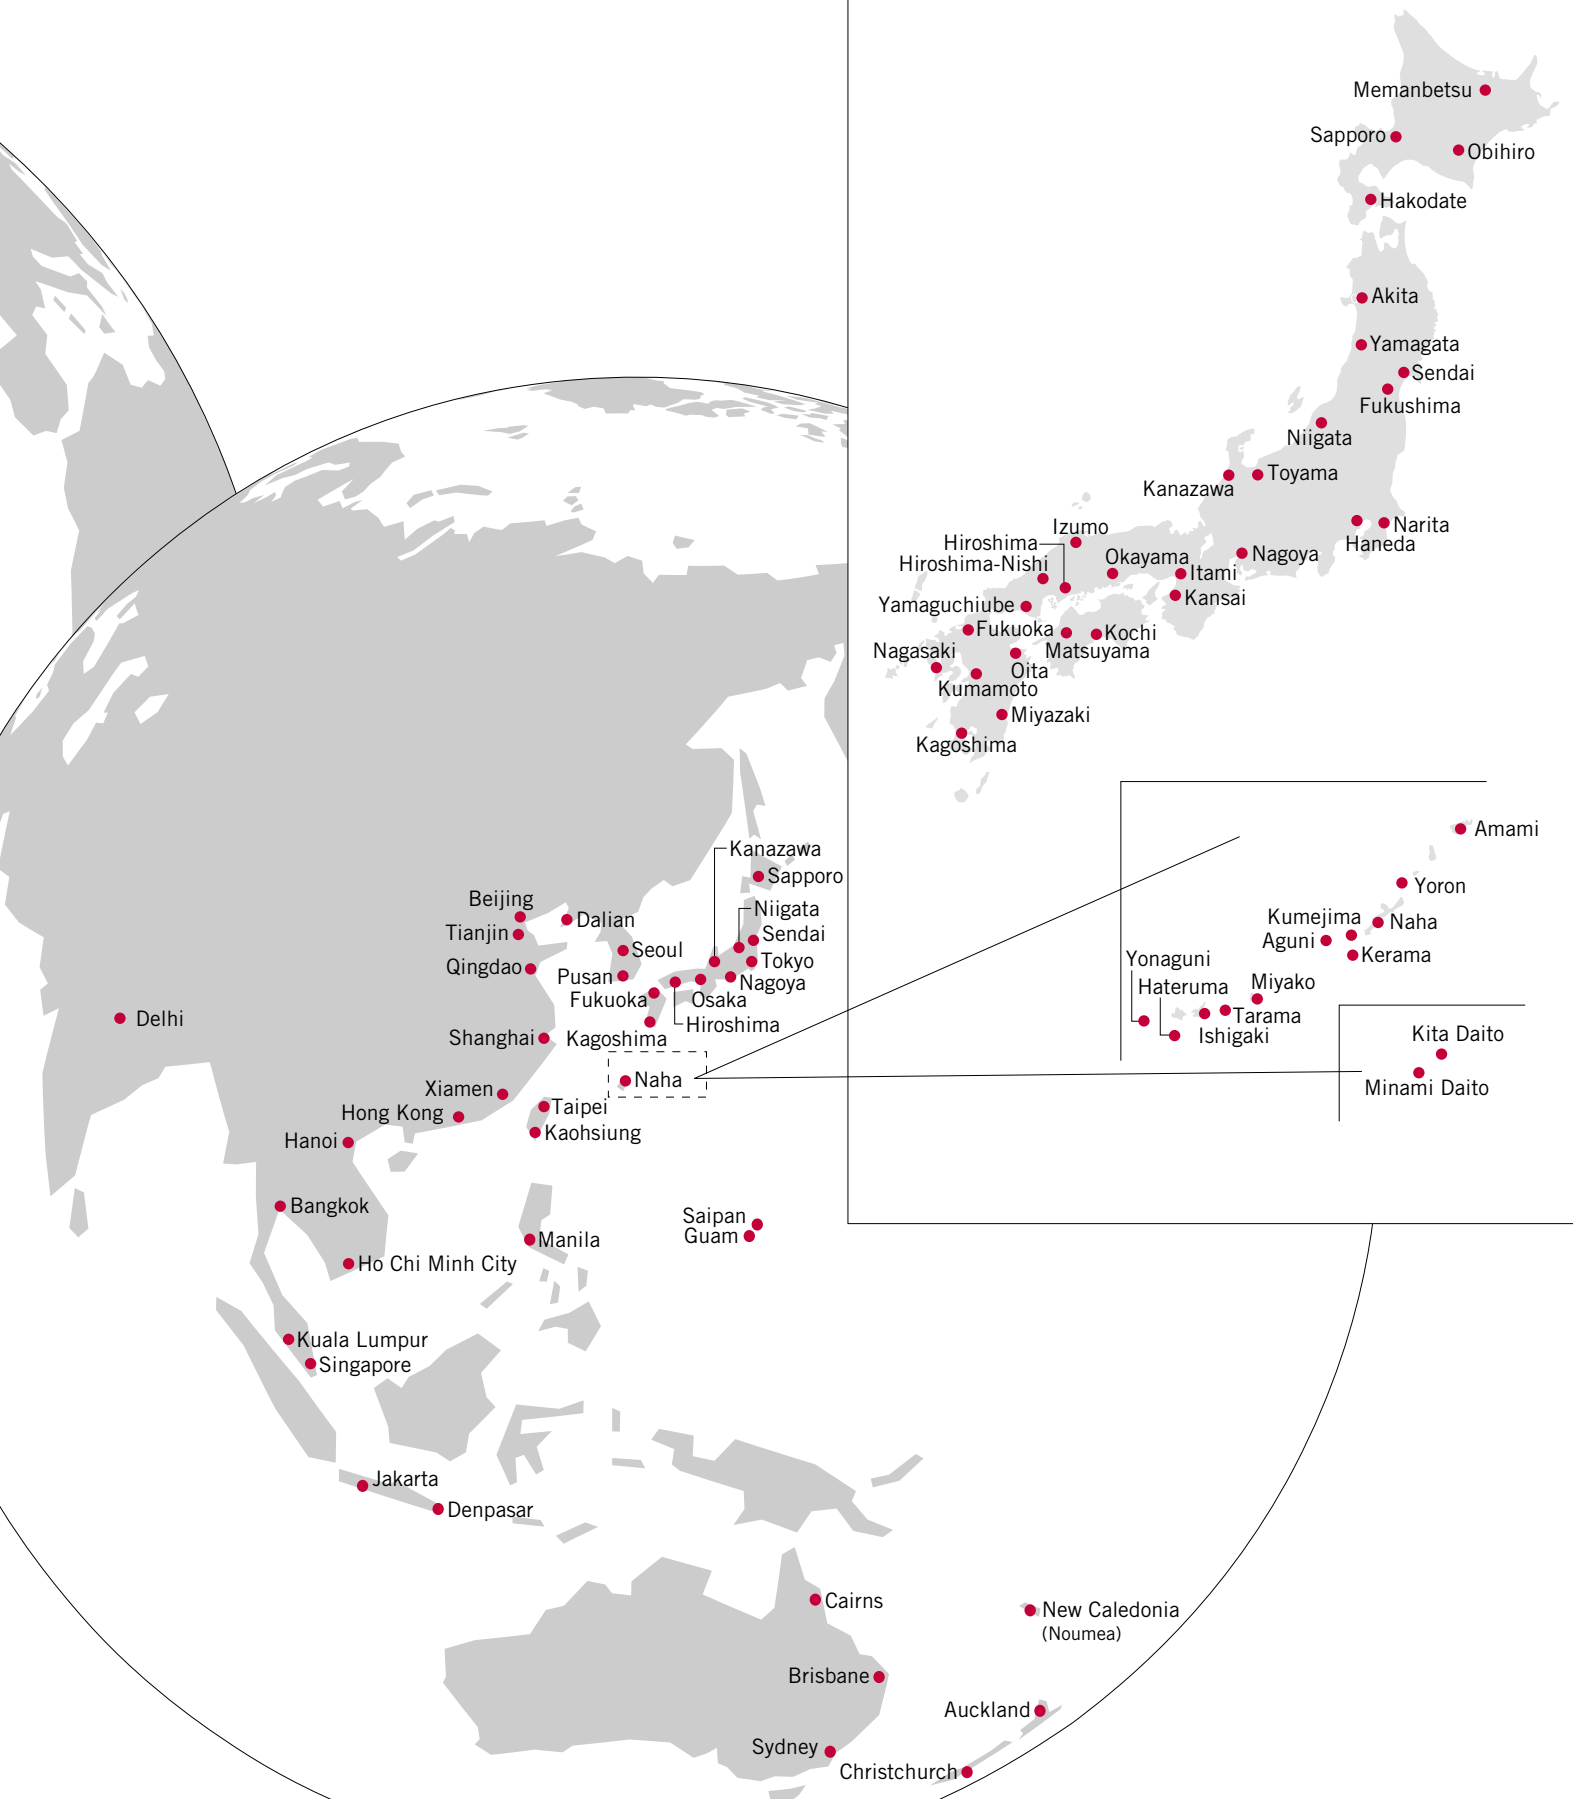 Memanbetsu
Sapporo
Obihiro
Hakodate
Akita
Yamagata
Sendai
Fukushima
Niigata
Toyama
Kanazawa
Narita
Haneda
Izumo
Hiroshima
Hiroshima-Nishi
Okayama
Nagoya
Itami
Kansai
Yamaguchiube
Fukuoka
Kochi
Matsuyama
Nagasaki
Oita
Kumamoto
Miyazaki
Kagoshima
Amami
Yoron
Kumejima
Naha
Aguni
Kerama
Yonaguni
Hateruma
Miyako
Tarama
Ishigaki
Kita Daito
Minami Daito
Kanazawa
Sapporo
Beijing
Dalian
Niigata
Tianjin
Sendai
Seoul
Tokyo
Qingdao
Pusan
Nagoya
Fukuoka
Osaka
Hiroshima
Delhi
Shanghai
Kagoshima
Naha
Xiamen
Taipei
Hong Kong
Kaohsiung
Hanoi
Bangkok
Saipan
Guam
Manila
Ho Chi Minh City
Kuala Lumpur
Singapore
Jakarta
Denpasar
Cairns
New Caledonia
(Noumea)
Brisbane
Auckland
Sydney
Christchurch